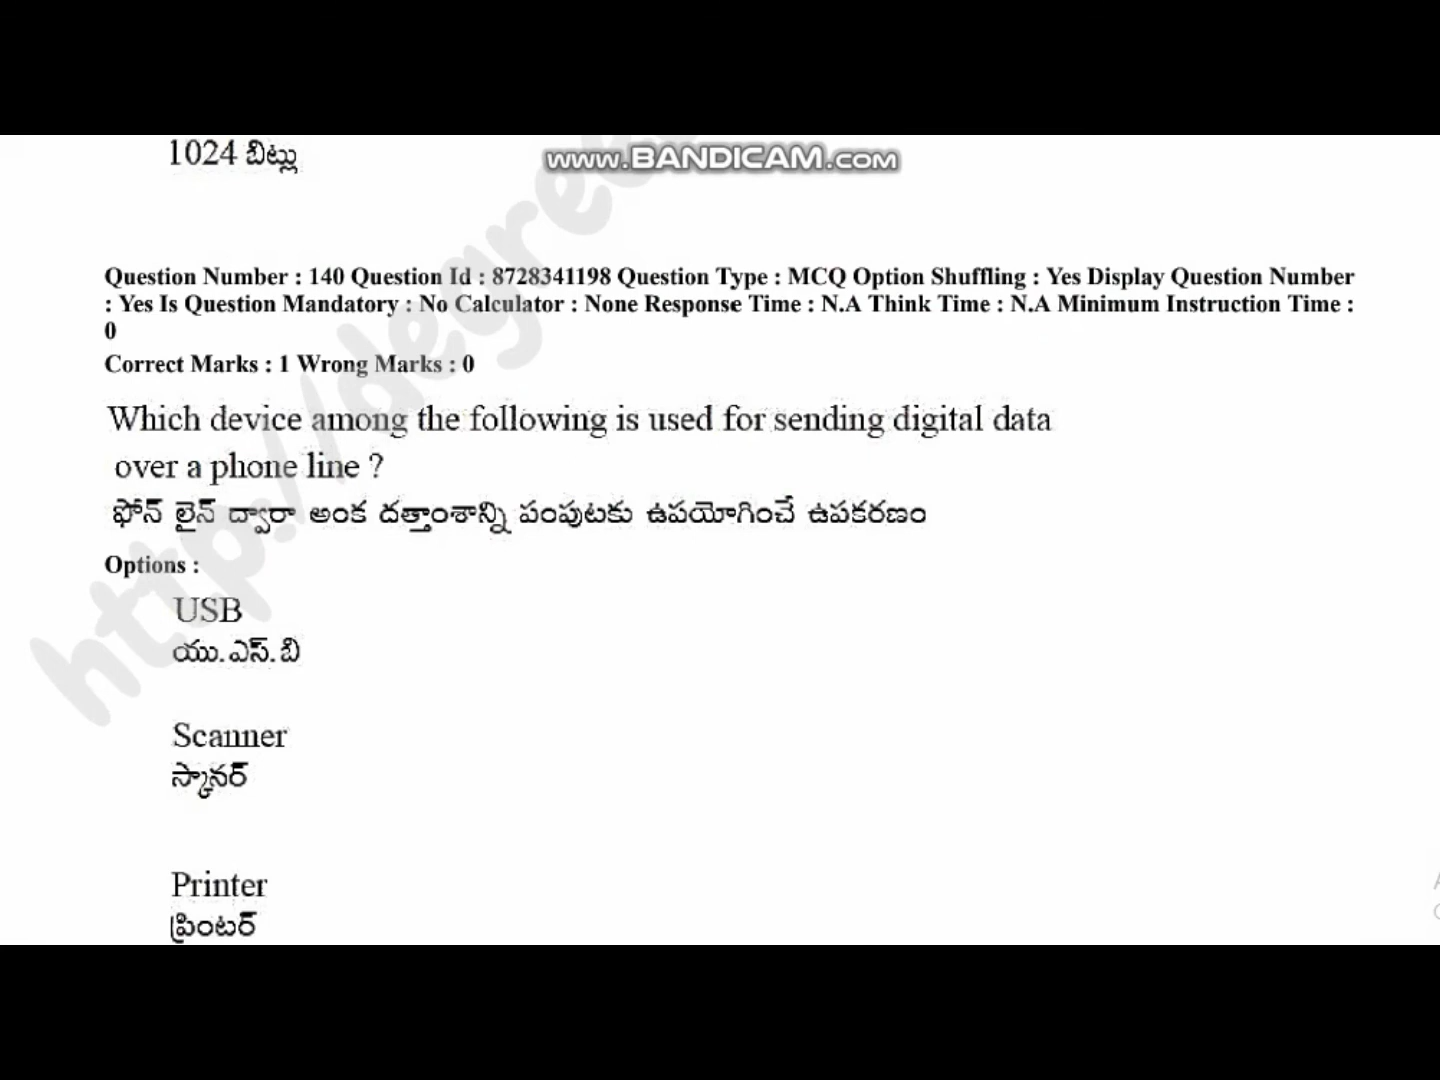 1024 బిట్లు
www.BANDICAM.com
Question Number : 140 Question Id : 8728341198 Question Type : MCQ Option Shuffling : Yes Display Question Number
: Yes Is Question Mandatory : No Calculator : None Response Time : N.A Think Time : N.A Minimum Instruction Time :
0
Correct Marks : 1 Wrong Marks : 0
Which device among the following is used for sending digital data
over a phone line ?
ఫోన్ లైన్ ద్వారా అంక దత్తాంశాన్ని పంపుటకు ఉపయోగించే ఉపకరణం
Options :
USB
యు.ఎస్.బి
Scanner
స్కానర్
Printer
ప్రింటర్
http://degree